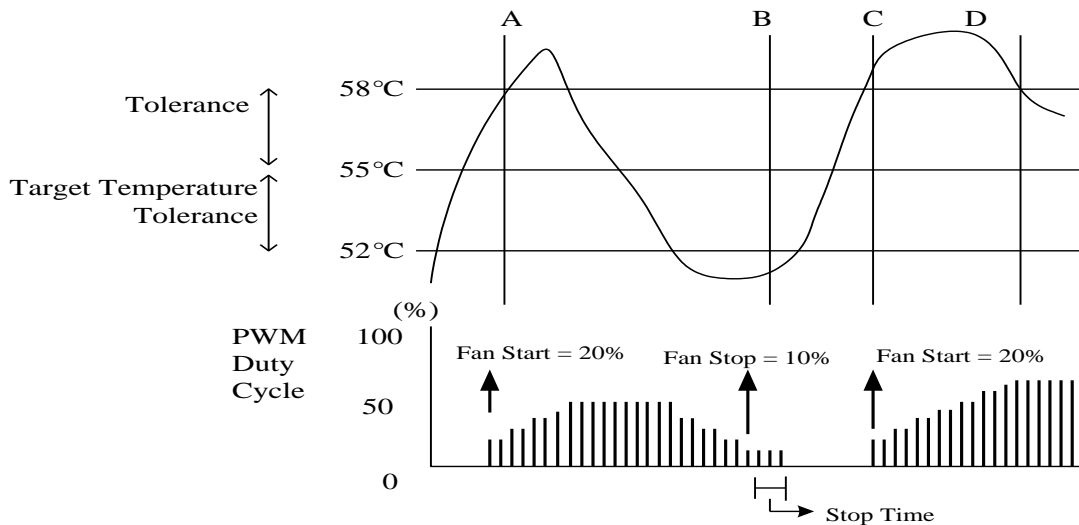 A B C D
Tolerance
58°C
55°C
Target Temperature
Tolerance
52°C
(%)
PWM
Duty
Cycle
100
50
0
Fan Start = 20%
Fan Stop = 10%
Fan Start = 20%
Stop Time